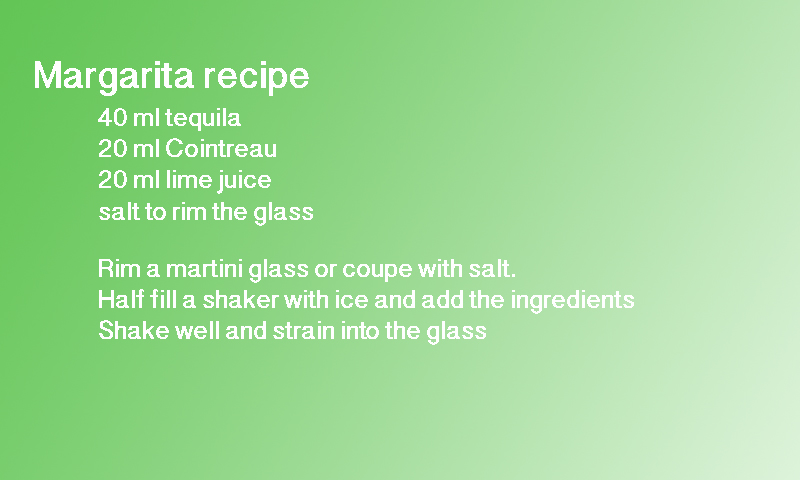 Margarita recipe
40 ml tequila
20 ml Cointreau
20 ml lime juice
salt to rim the glass
Rim a martini glass or coupe with salt.
Half fill a shaker with ice and add the ingredients
Shake well and strain into the glass